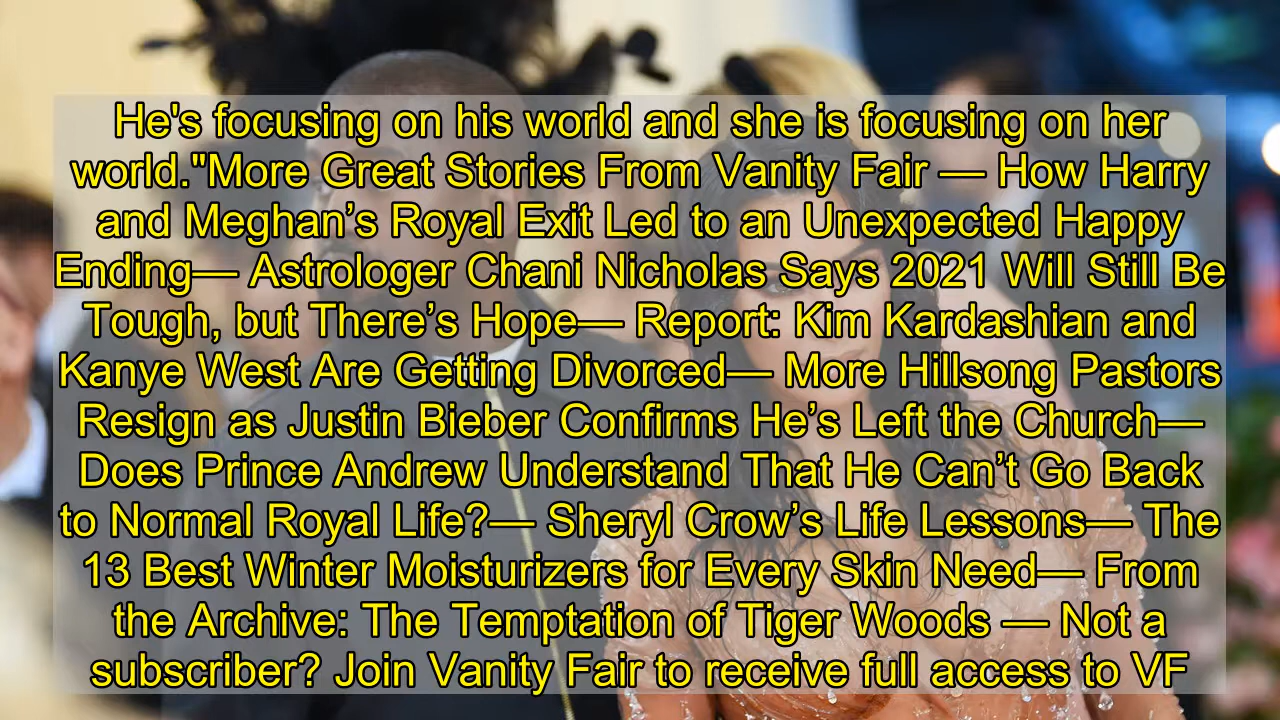 He's focusing on his world and she is focusing on her
world."More Great Stories From Vanity Fair — How Harry
and Meghan’s Royal Exit Led to an Unexpected Happy
Ending— Astrologer Chani Nicholas Says 2021 Will Still Be
Tough, but There’s Hope— Report: Kim Kardashian and
Kanye West Are Getting Divorced— More Hillsong Pastors
Resign as Justin Bieber Confirms He’s Left the Church—
Does Prince Andrew Understand That He Can’t Go Back
to Normal Royal Life?— Sheryl Crow’s Life Lessons— The
13 Best Winter Moisturizers for Every Skin Need— From
the Archive: The Temptation of Tiger Woods — Not a
subscriber? Join Vanity Fair to receive full access to VF